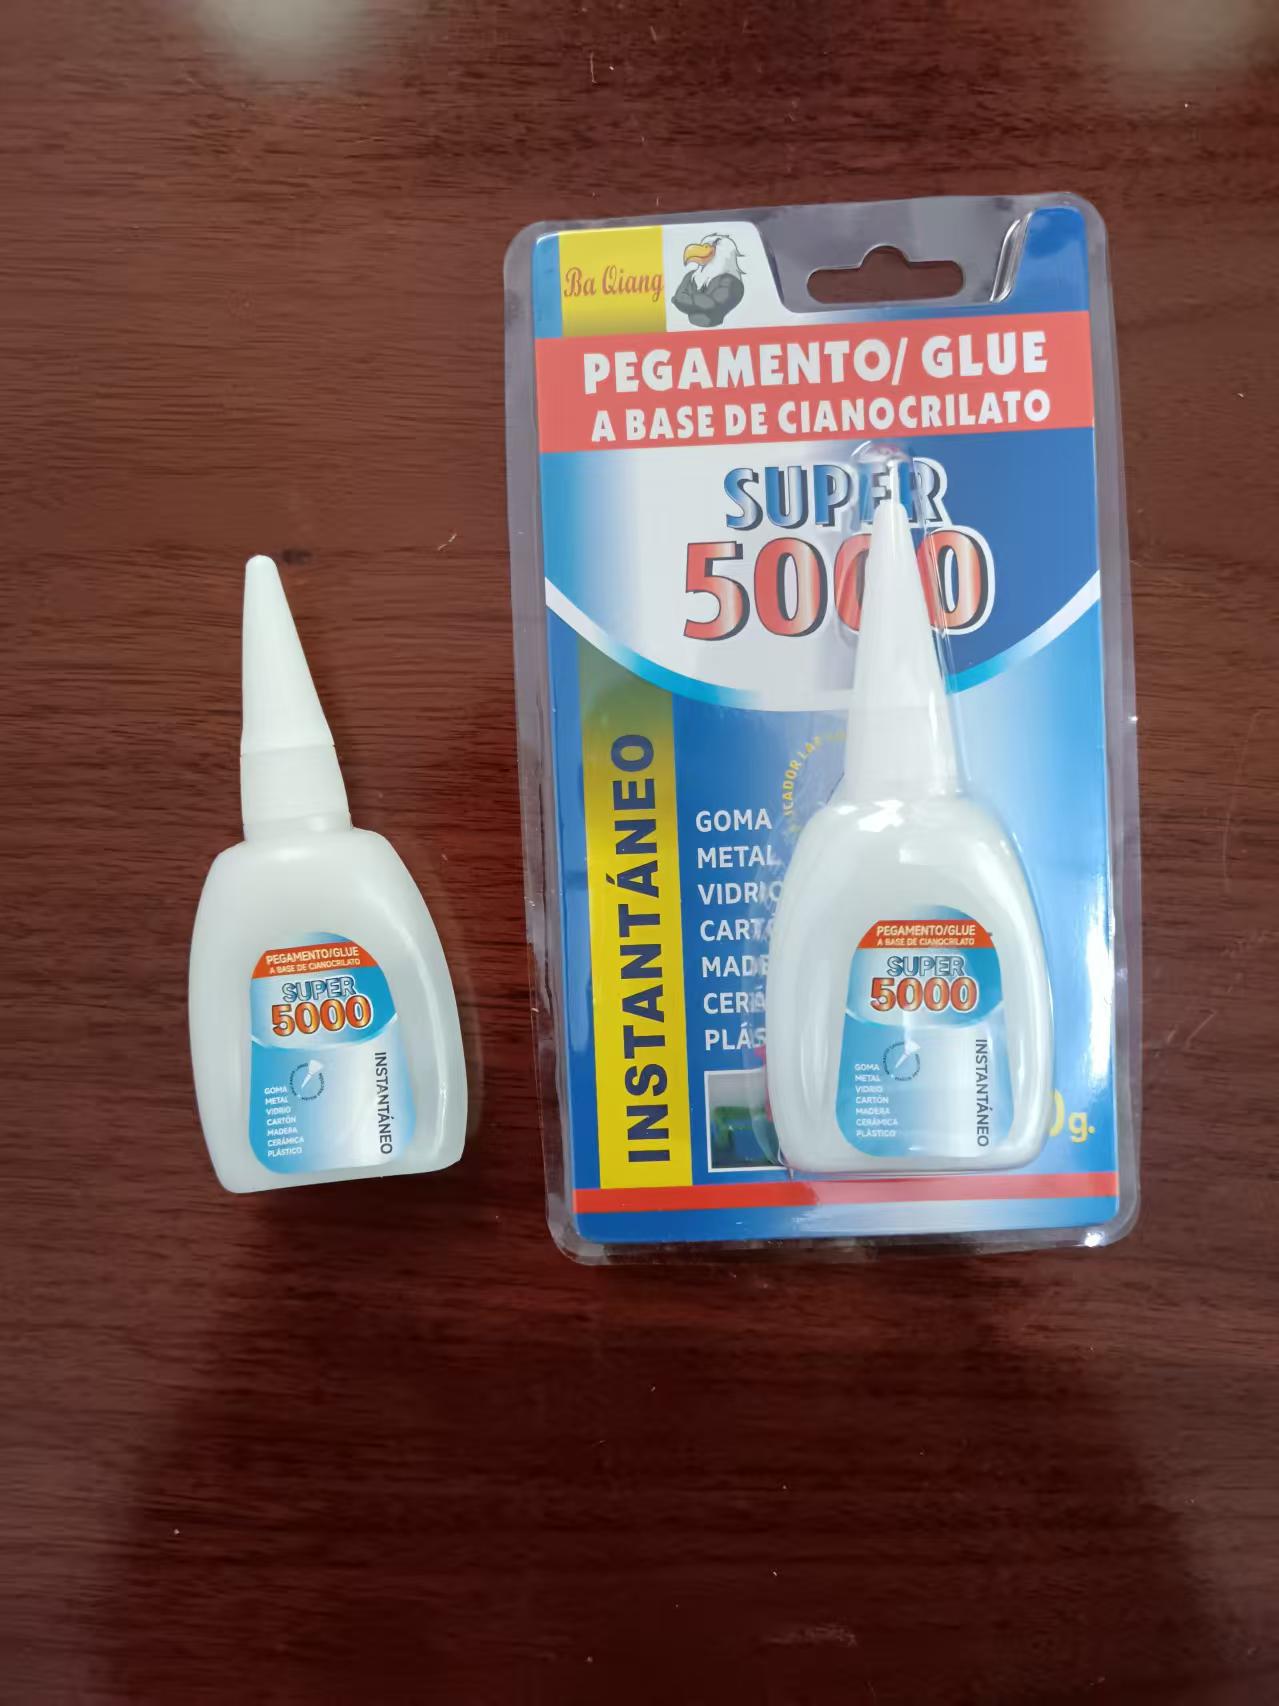 Ba Qiang
PEGAMENTO/ GLUE
A BASE DE CIANOCRILATO
SUPER
5000
INSTANTÁNEO
GOMA
METAL
VIDRIO
g.
PEGAMENTO/GLUE
A BASE DE CIANOCRILATO
SUPER
5000
INSTANTÁNEO
GOMA
METAL
VIDRIO
CARTÓN
MADERA
CERÁMICA
PLÁSTICO
PEGAMENTO/GLUE
A BASE DE CIANOCRILATO
SUPER
5000
INSTANTÁNEO
GOMA
METAL
VIDRIO
CARTÓN
MADERA
CERÁMICA
PLÁSTICO